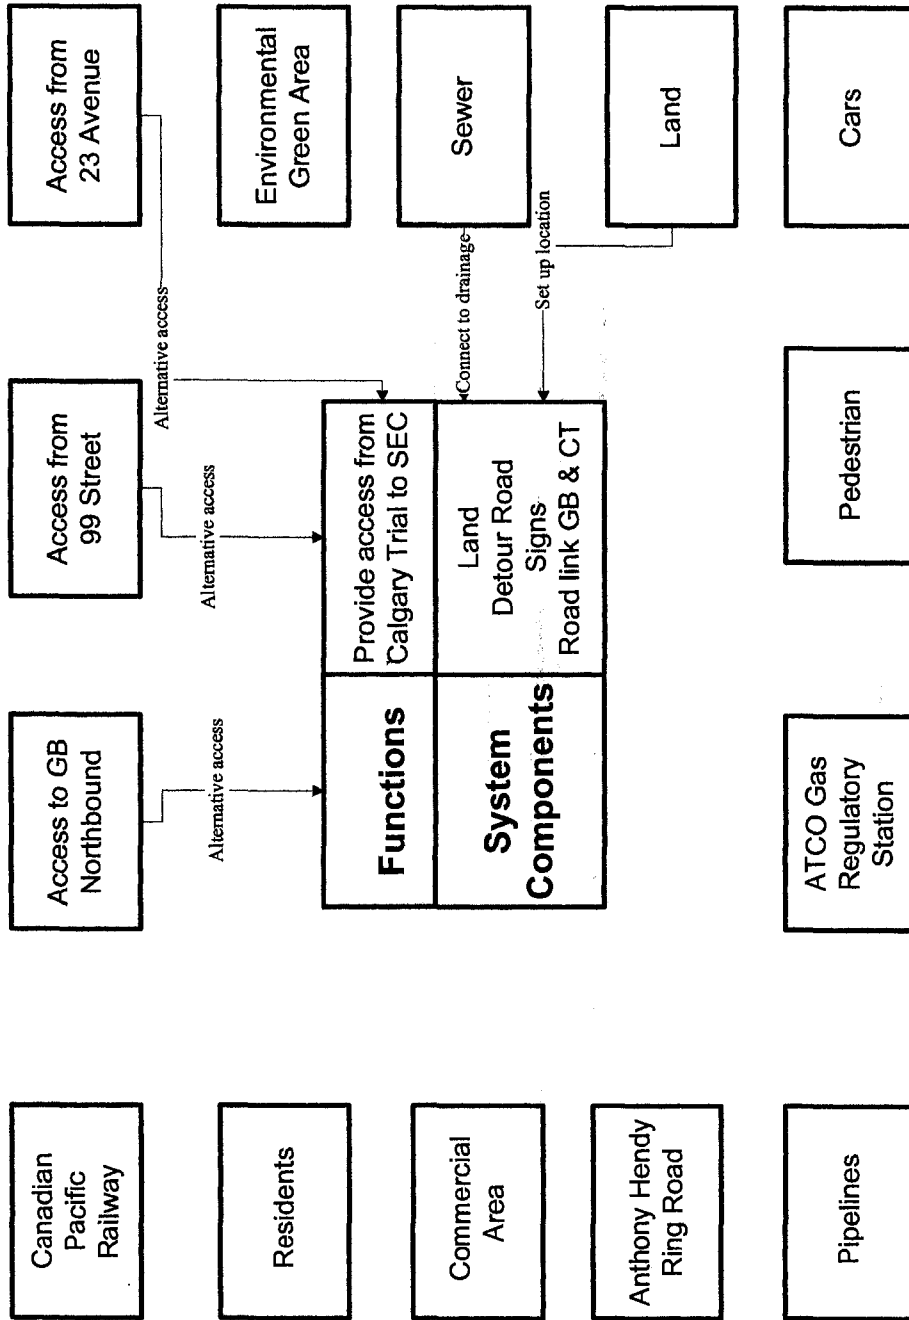 Canadian
Pacific
Railway
Access to GB
Northbound
Access from
99 Street
Access from
23 Avenue
Alternative access
Alternative access
Alternative access
Residents
Environmental
Green Area
Functions
Provide access from
Calgary Trial to SEC
Commercial
Area
System
Components
Land
Detour Road
Signs
Road link GB & CT
Connect to drainage
Sewer
Set up location
Anthony Hendy
Ring Road
Land
Pipelines
ATCO Gas
Regulatory
Station
Pedestrian
Cars